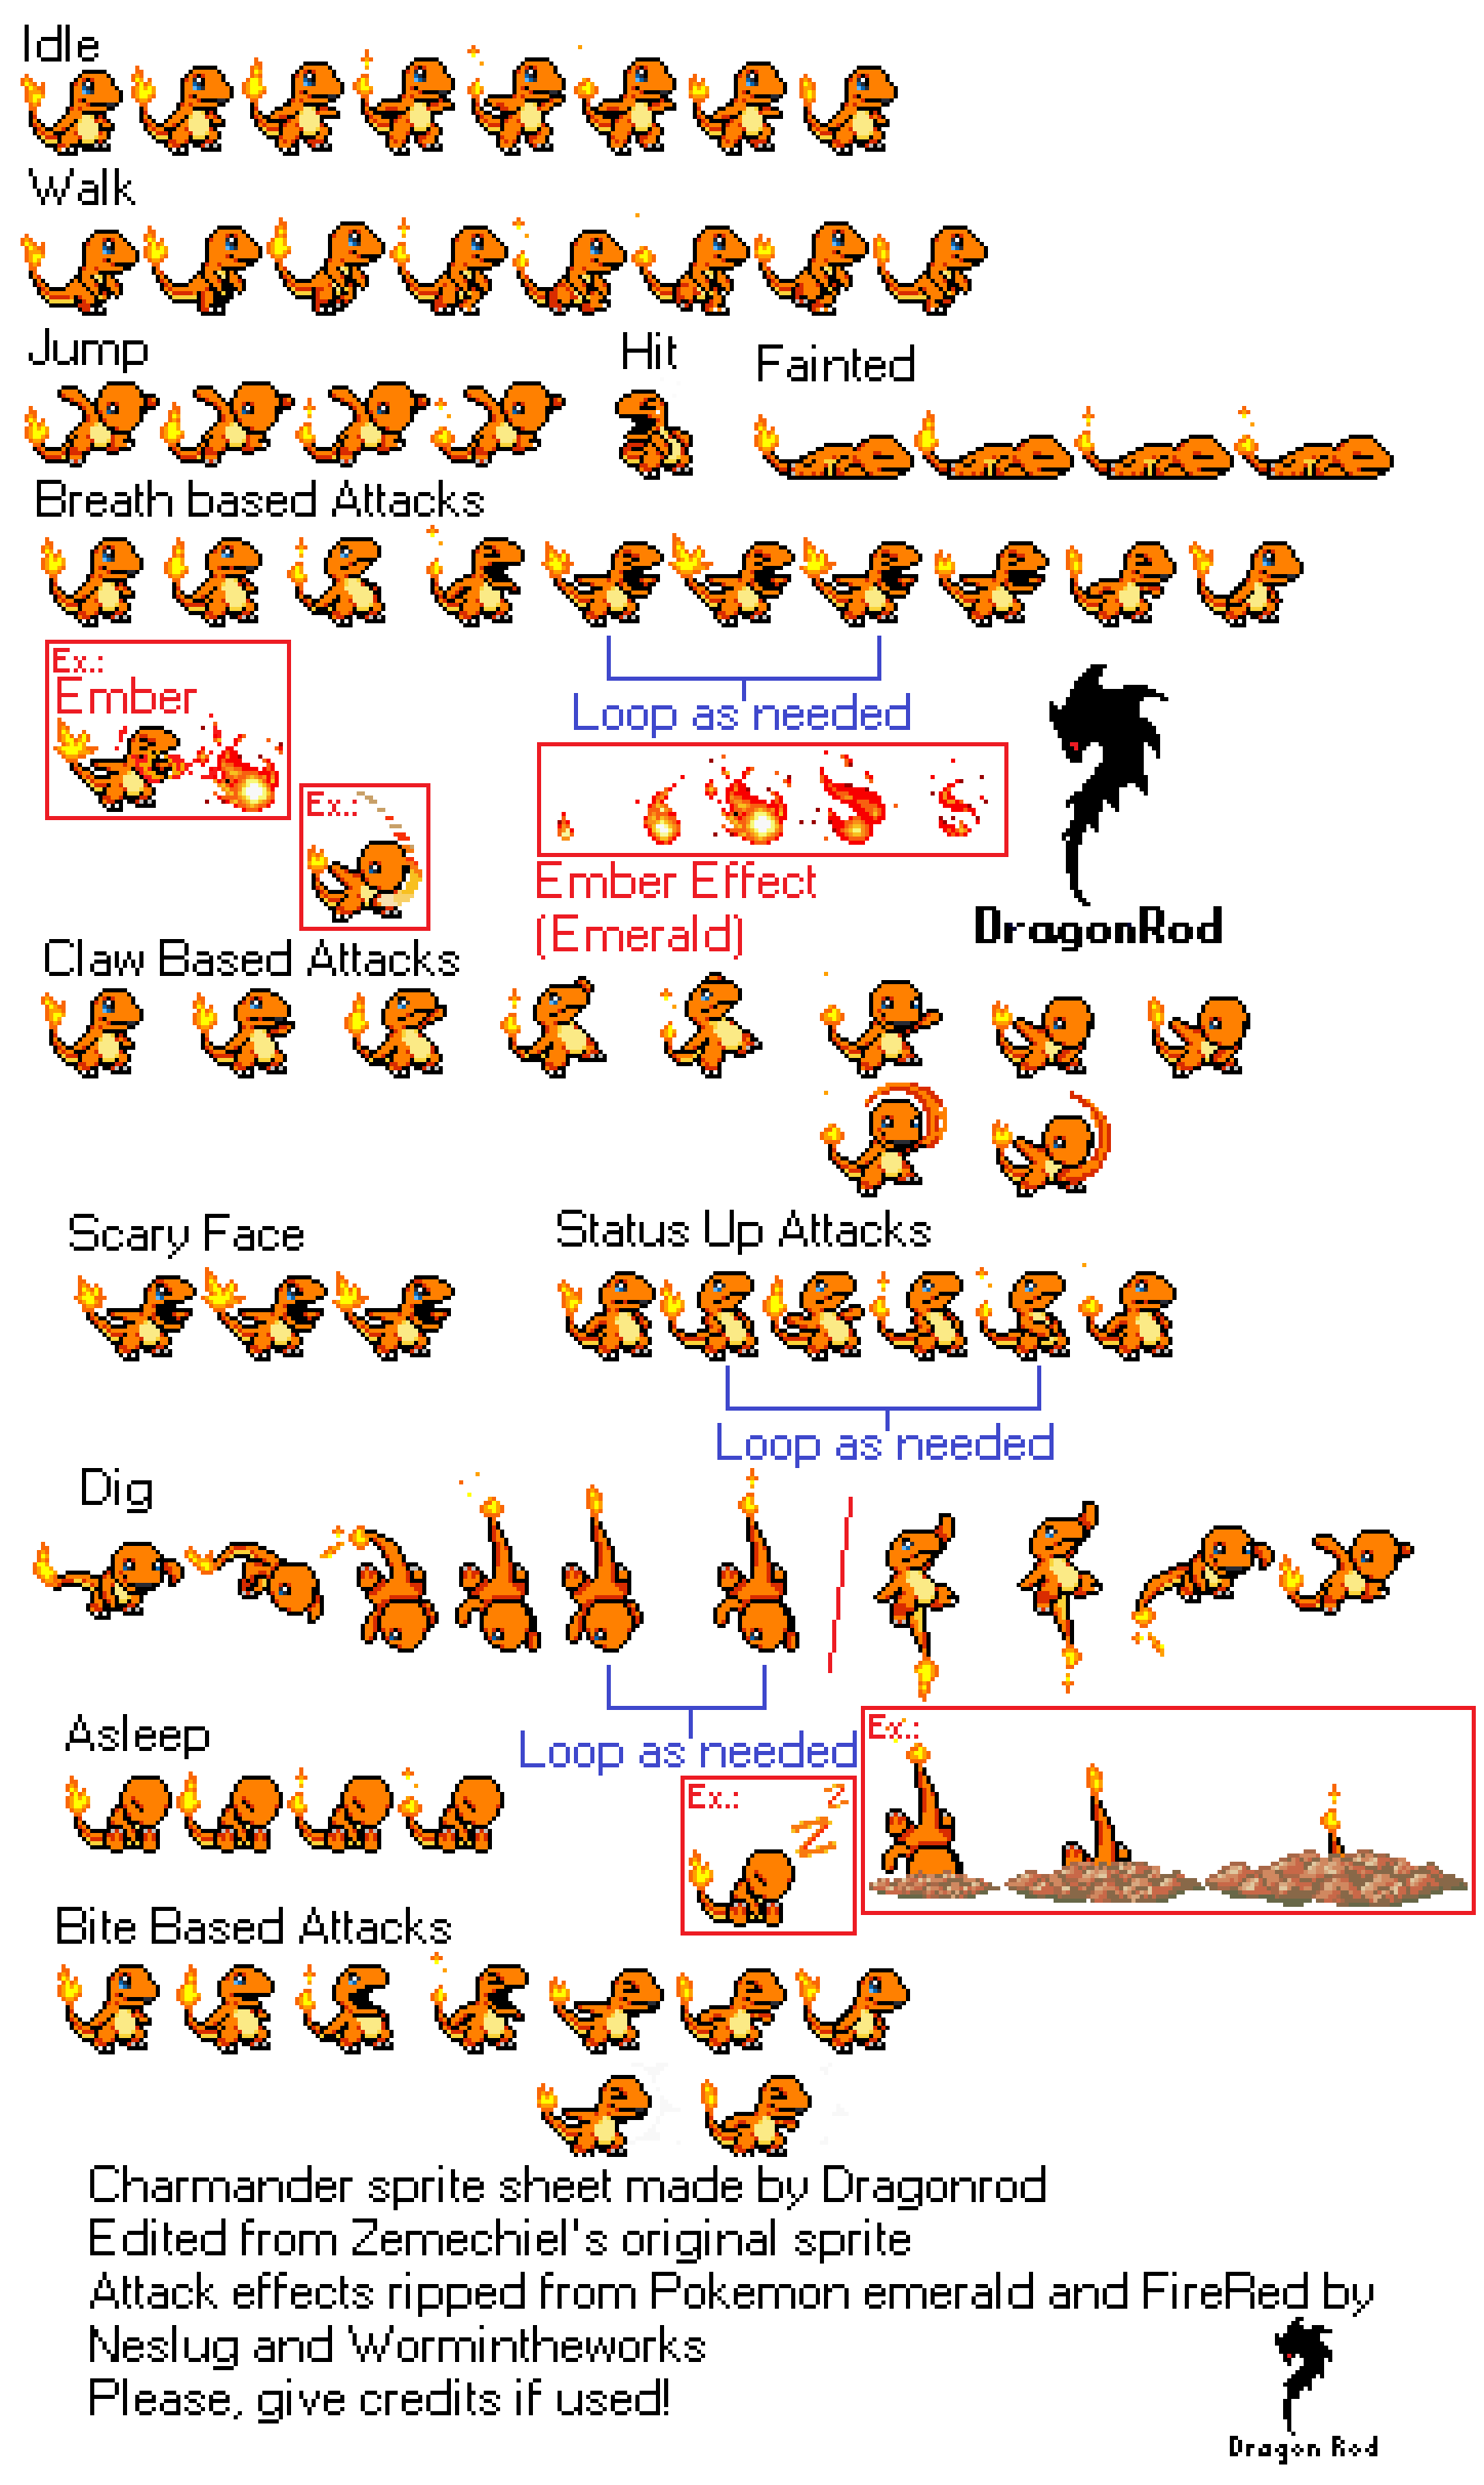 Idle
Walk
Jump
Hit
Fainted
Breath based Attacks
Ex.:
Ember
Loop as needed
Ex.:
Ember Effect
(Emerald)
DragonRod
Claw Based Attacks
Scary Face
Status Up Attacks
Loop as needed
Dig
Asleep
Loop as needed
Ex.:
Ex.:
z
Z
Bite Based Attacks
Charmander sprite sheet made by Dragonrod
Edited from Zemechiel's original sprite
Attack effects ripped from Pokemon emerald and FireRed by
Neslug and Wormintheworks
Please, give credits if used!
Dragon Rod